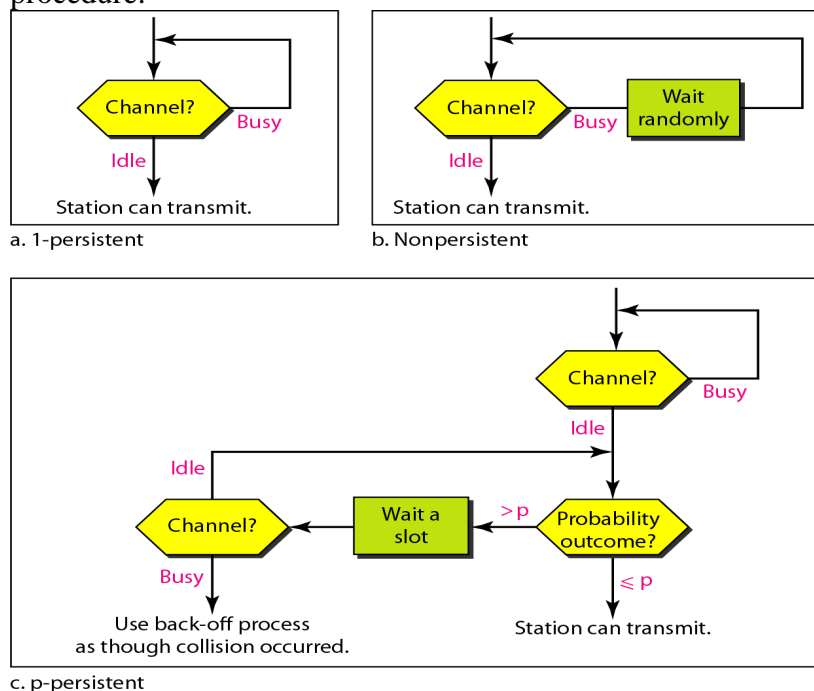 procedure.
Channel?
Busy
Idle
Station can transmit.
a. 1-persistent
Channel?
Busy
Wait
randomly
Idle
Station can transmit.
b. Nonpersistent
Channel?
Busy
Idle
Idle
Channel?
Wait a
slot
>p
Probability
outcome?
Busy
≤ p
Use back-off process
as though collision occurred.
Station can transmit.
c. p-persistent